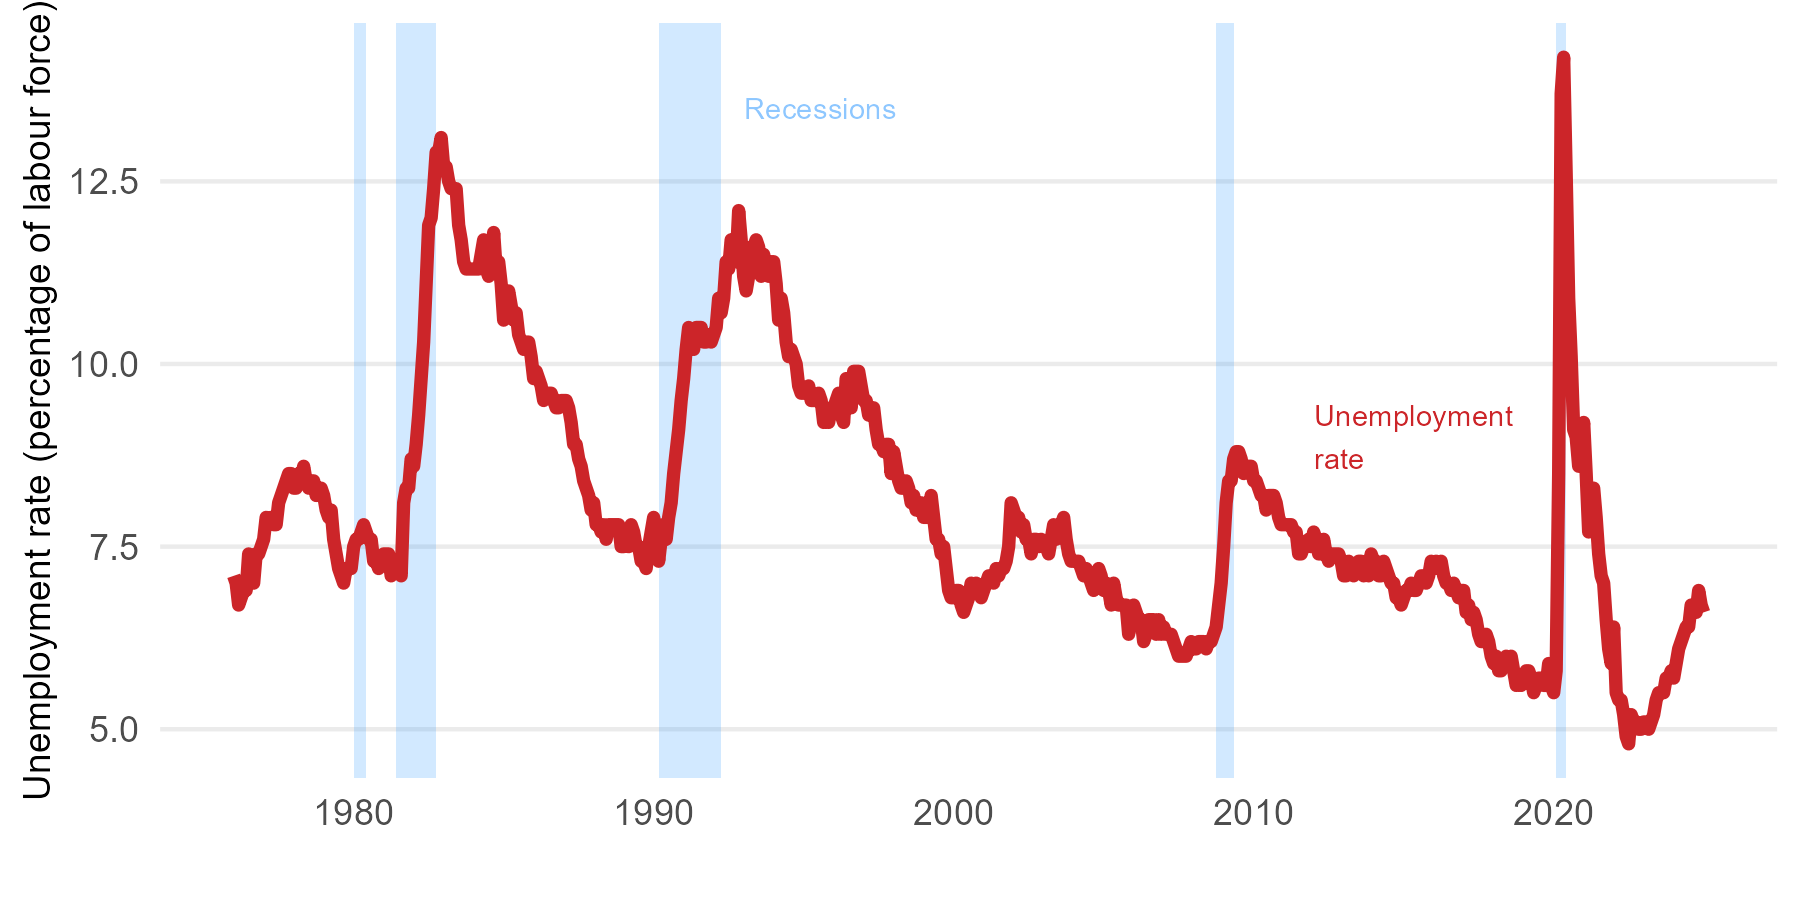 Unemployment rate (percentage of labour force)
Recessions
12.5
10.0
Unemployment
rate
7.5
5.0
1980
1990
2000
2010
2020